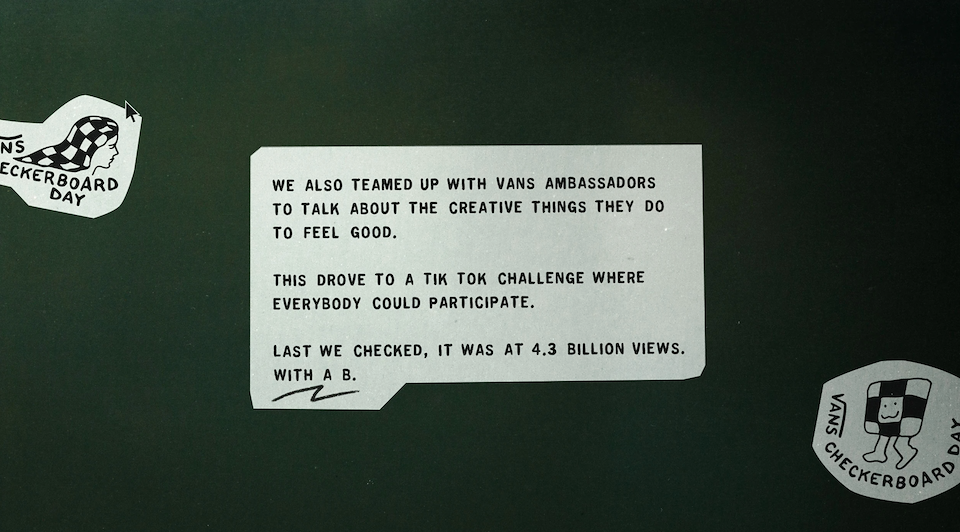 NS
ECKERBOARD
DAY
WE ALSO TEAMED UP WITH VANS AMBASSADORS
TO TALK ABOUT THE CREATIVE THINGS THEY DO
TO FEEL GOOD.
THIS DROVE TO A TIK TOK CHALLENGE WHERE
EVERYBODY COULD PARTICIPATE.
LAST WE CHECKED, IT WAS AT 4.3 BILLION VIEWS.
WITH A B.
VANS
CHECKERBOARD DAY